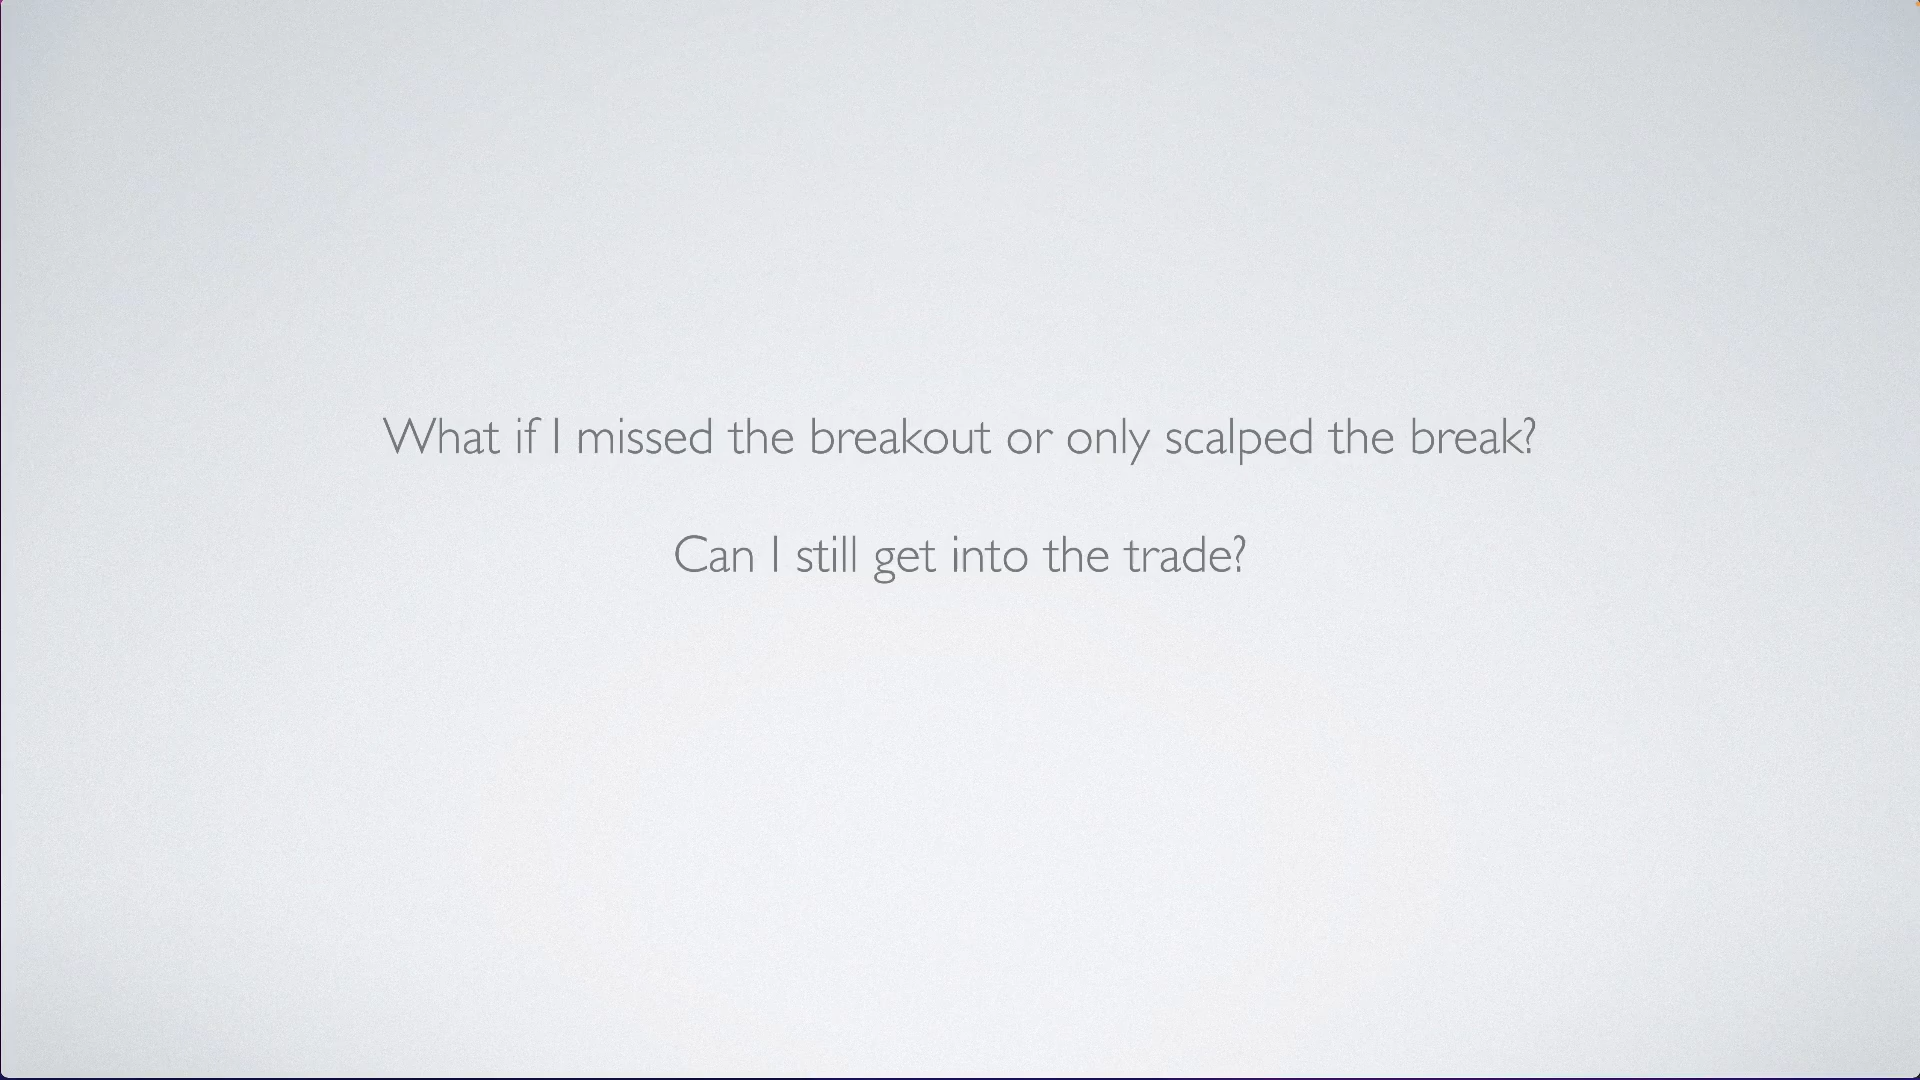 What if I missed the breakout or only scalped the break?
Can I still get into the trade?